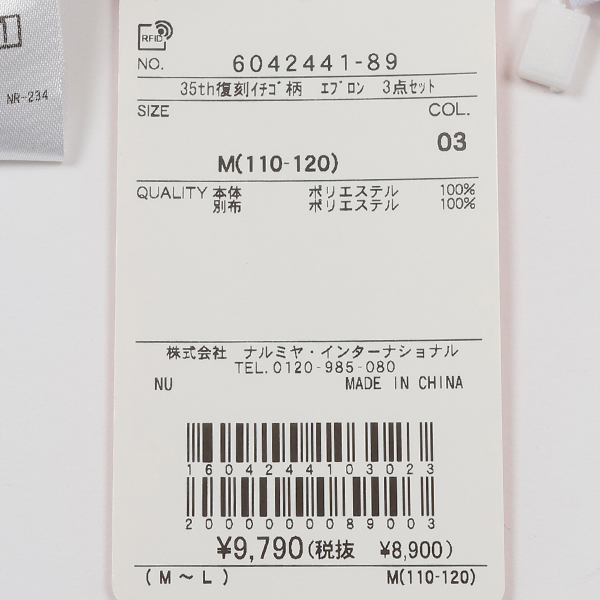 RFID
NO. 6042441-89
35th復刻ｲﾁｺﾞ柄 ｴﾌﾟﾛﾝ 3点ｾｯﾄ
SIZE COL.
03
M(110-120)
QUALITY 本体 ポリエステル 100%
別布 ポリエステル 100%
株式会社 ナルミヤ・インターナショナル
TEL.0120-985-080
NU MADE IN CHINA
1604244103023
2000000089003
¥9,790(税抜 ¥8,900)
(M～L) M(110-120)
NR-234